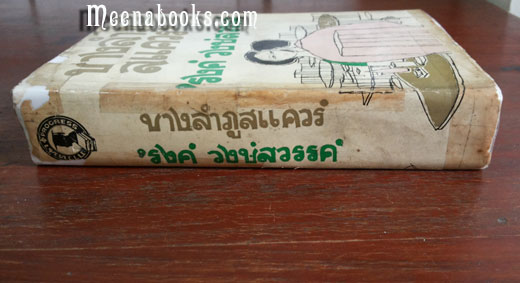 Meenabooks.com
บางลำภูสแควร์
'รงค์ วงษ์สวรรค์
PROGRESS